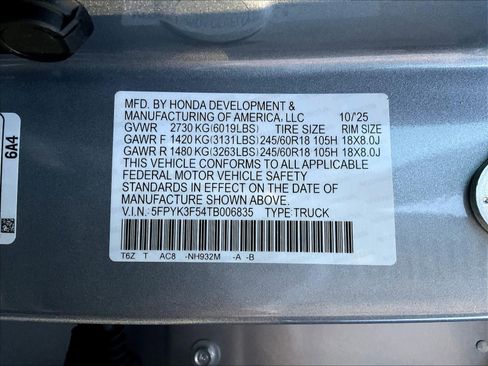 MFD. BY HONDA DEVELOPMENT &
MANUFACTURING OF AMERICA, LLC 10/'25
GVWR 2730 KG(6019LBS) TIRE SIZE RIM SIZE
GAWR F 1420 KG(3131LBS) 245/60R18 105H 18X8.0J
GAWR R 1480 KG(3263LBS) 245/60R18 105H 18X8.0J
THIS VEHICLE CONFORMS TO ALL APPLICABLE
FEDERAL MOTOR VEHICLE SAFETY
STANDARDS IN EFFECT ON THE DATE OF
MANUFACTURE SHOWN ABOVE.
V.I.N.: 5FPYK3F54TB006835 TYPE:TRUCK
T6Z T AC8 -NH932M -A -B
6A4